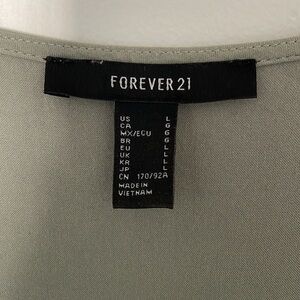 FOREVER 21
US L
CA G
MX/ECU G
BR G
EU L
UK L
KR L
JP L
CN 170/92A
MADE IN
VIETNAM